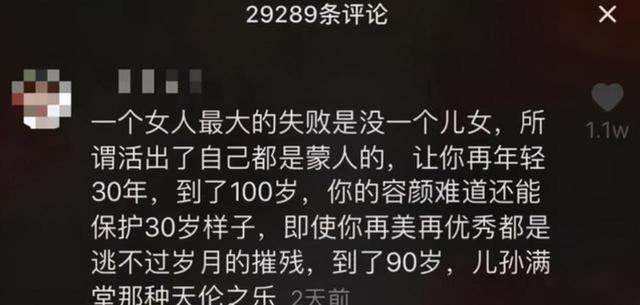 29289条评论
一个女人最大的失败是没一个儿女，所
谓活出了自己都是蒙人的，让你再年轻
30年，到了100岁，你的容颜难道还能
保护30岁样子，即使你再美再优秀都是
逃不过岁月的摧残，到了90岁，儿孙满
堂那种天伦之乐 2天前
1.1w